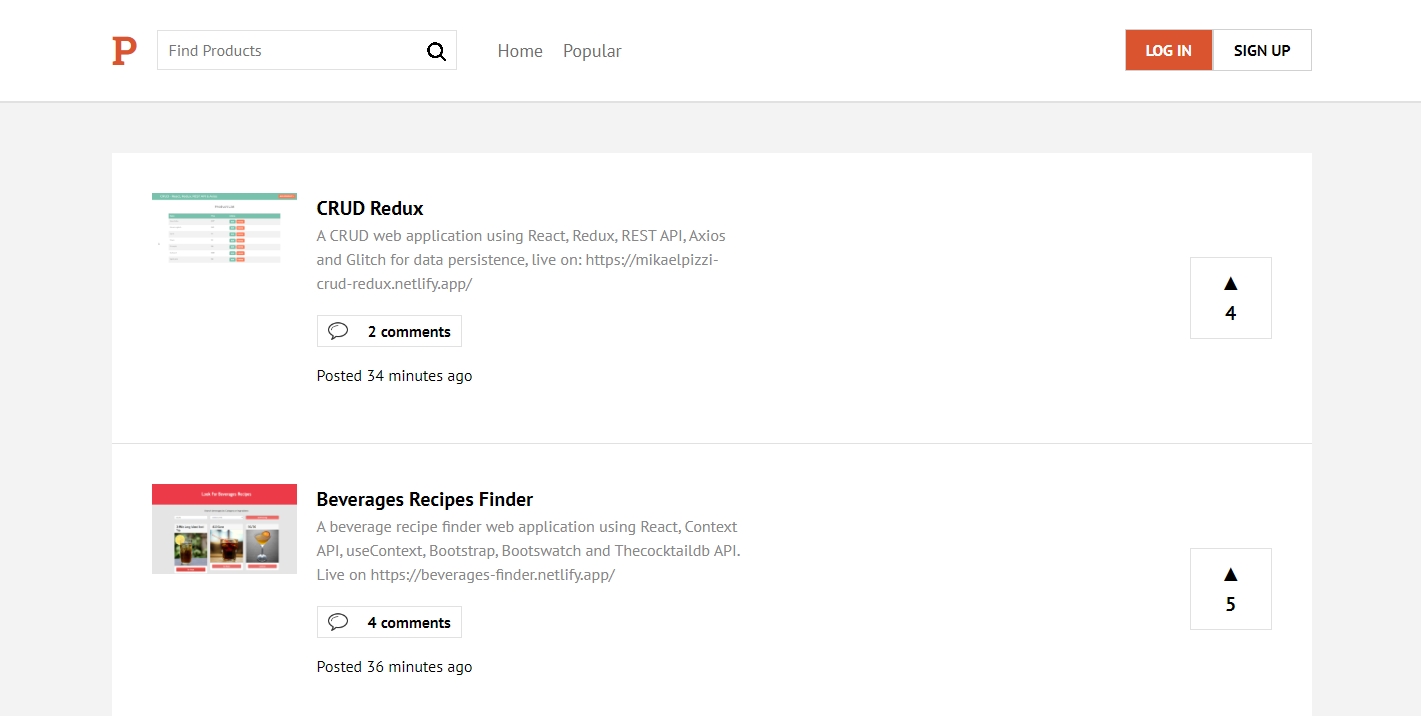 P
Find Products
Home
Popular
LOG IN
SIGN UP
CRUD Redux
A CRUD web application using React, Redux, REST API, Axios
and Glitch for data persistence, live on: https://mikaelpizzi-
crud-redux.netlify.app/
2 comments
Posted 34 minutes ago
▲
4
Look For Beverages Recipes
Beverages Recipes Finder
A beverage recipe finder web application using React, Context
API, useContext, Bootstrap, Bootswatch and Thecocktaildb API.
Live on https://beverages-finder.netlify.app/
4 comments
Posted 36 minutes ago
▲
5